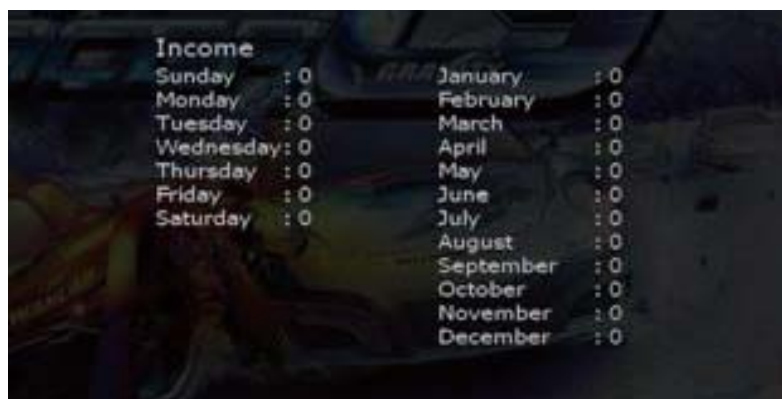 Income
Sunday : 0
Monday : 0
Tuesday : 0
Wednesday: 0
Thursday : 0
Friday : 0
Saturday : 0
January : 0
February : 0
March : 0
April : 0
May : 0
June : 0
July : 0
August : 0
September : 0
October : 0
November : 0
December : 0